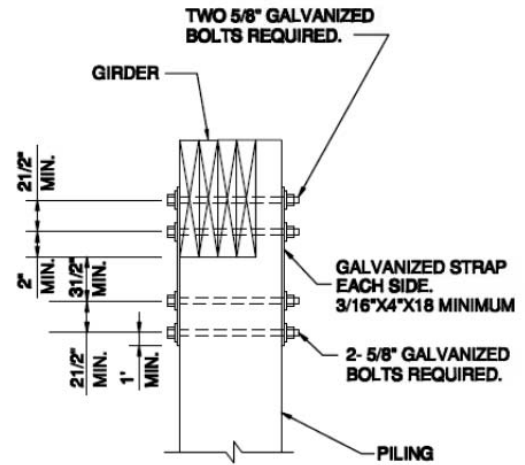 TWO 5/8" GALVANIZED
BOLTS REQUIRED.
GIRDER
21/2"
MIN.
2"
MIN.
31/2"
MIN.
GALVANIZED STRAP
EACH SIDE.
3/16"X4"X18 MINIMUM
21/2"
MIN.
1'
MIN.
2- 5/8" GALVANIZED
BOLTS REQUIRED.
PILING